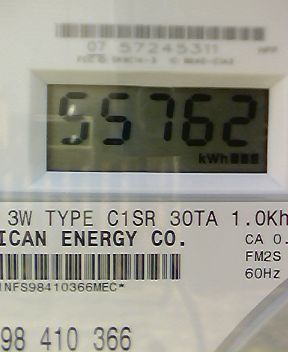 07 57245311
55762
kWh
3W TYPE C1SR 30TA 1.0Kh
ICAN ENERGY CO.
CA 0.
FM2S
60Hz
NFS98410366MEC*
98 410 366